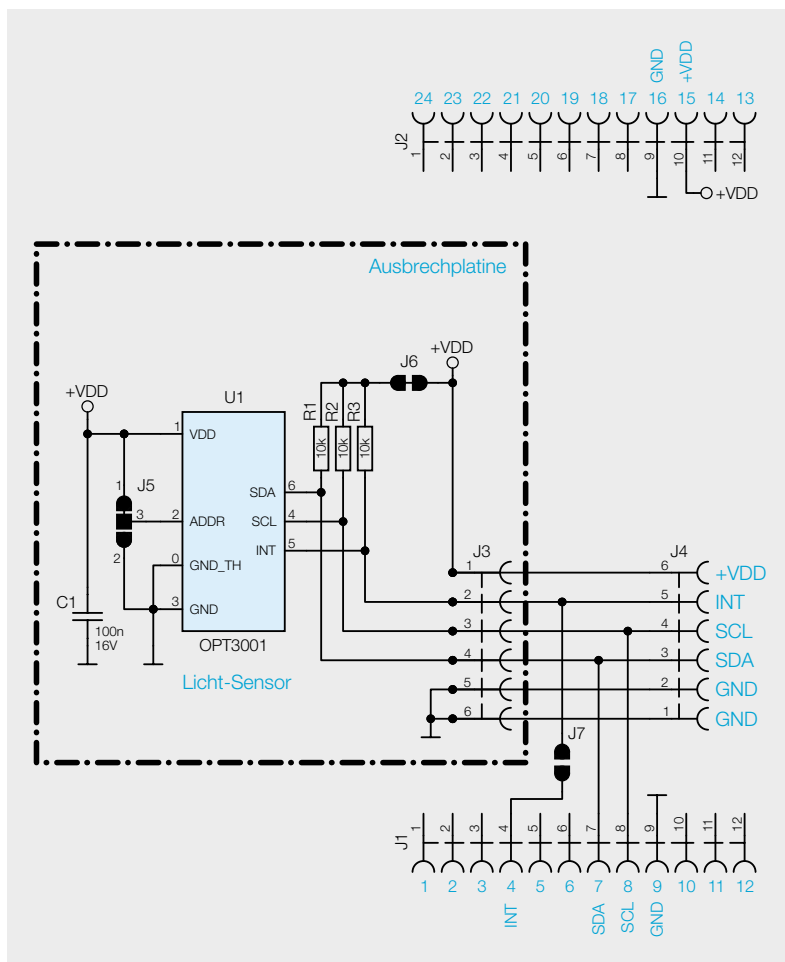 GND +VDD
24 23 22 21 20 19 18 17 16 15 14 13
J2
1 2 3 4 5 6 7 8 9 10 11 12
+VDD
Ausbrechplatine
+VDD
J6
+VDD
U1
R1 R2 R3
10k 10k 10k
1 VDD
1 J5
SDA 6
3 2 ADDR SCL 4
INT 5
2
0 GND_TH
3 GND
C1
100n
16V
OPT3001
Licht-Sensor
J3 J4
1 6 +VDD
2 5 INT
3 4 SCL
4 3 SDA
5 2 GND
6 1 GND
J7
J1
1 2 3 4 5 6 7 8 9 10 11 12
1 2 3 4 5 6 7 8 9 10 11 12
INT SDA SCL GND